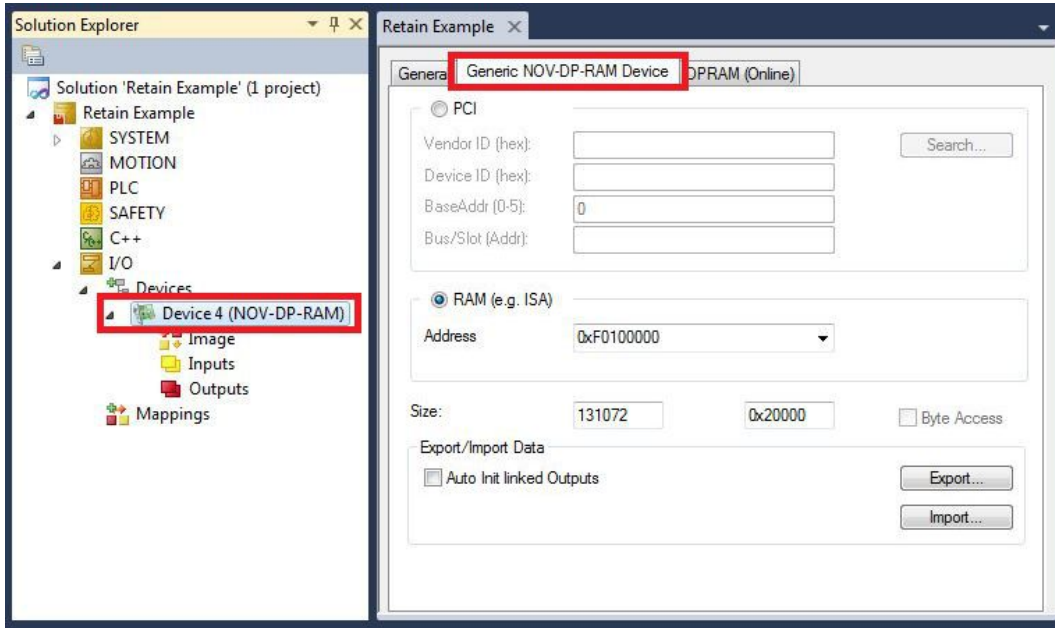 Solution Explorer
Solution 'Retain Example' (1 project)
Retain Example
SYSTEM
MOTION
PLC
SAFETY
C++
I/O
Devices
Device 4 (NOV-DP-RAM)
Image
Inputs
Outputs
Mappings
Retain Example
Genera Generic NOV-DP-RAM Device DPRAM (Online)
PCI
Vendor ID (hex): Search...
Device ID (hex):
BaseAddr (0-5): 0
Bus/Slot (Addr):
RAM (e.g. ISA)
Address 0xF0100000
Size: 131072 0x20000 Byte Access
Export/Import Data
Auto Init linked Outputs Export...
Import...